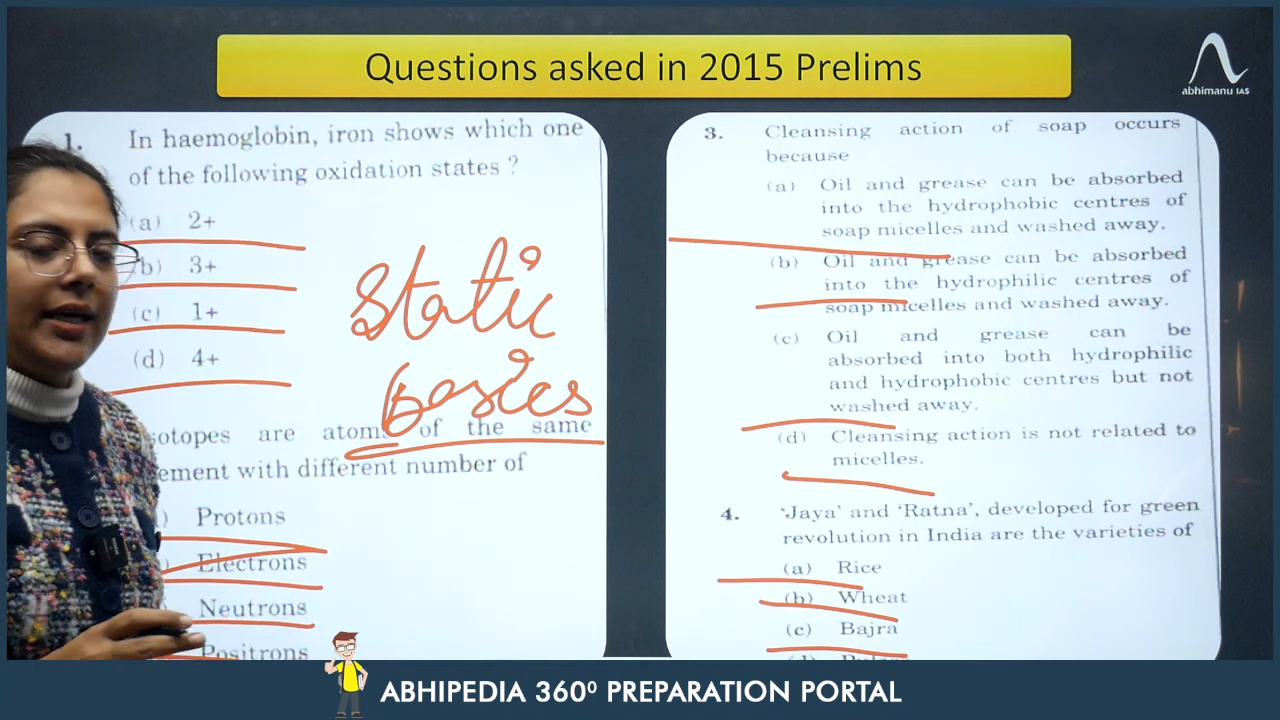 Questions asked in 2015 Prelims
abhimanu IAS
1. In haemoglobin, iron shows which one
of the following oxidation states ?
(a) 2+
b) 3+
(c) 1+
(d) 4+
Static
Basics
sotopes are atoms of the same
ement with different number of
) Protons
) Electrons
Neutrons
Positrons
3. Cleansing action of soap occurs
because
(a) Oil and grease can be absorbed
into the hydrophobic centres of
soap micelles and washed away.
(b) Oil and grease can be absorbed
into the hydrophilic centres of
soap micelles and washed away.
(c) Oil and grease can be
absorbed into both hydrophilic
and hydrophobic centres but not
washed away.
(d) Cleansing action is not related to
micelles.
4. ‘Jaya’ and ‘Ratna’, developed for green
revolution in India are the varieties of
(a) Rice
(b) Wheat
(c) Bajra
ABHIPEDIA 360⁰ PREPARATION PORTAL